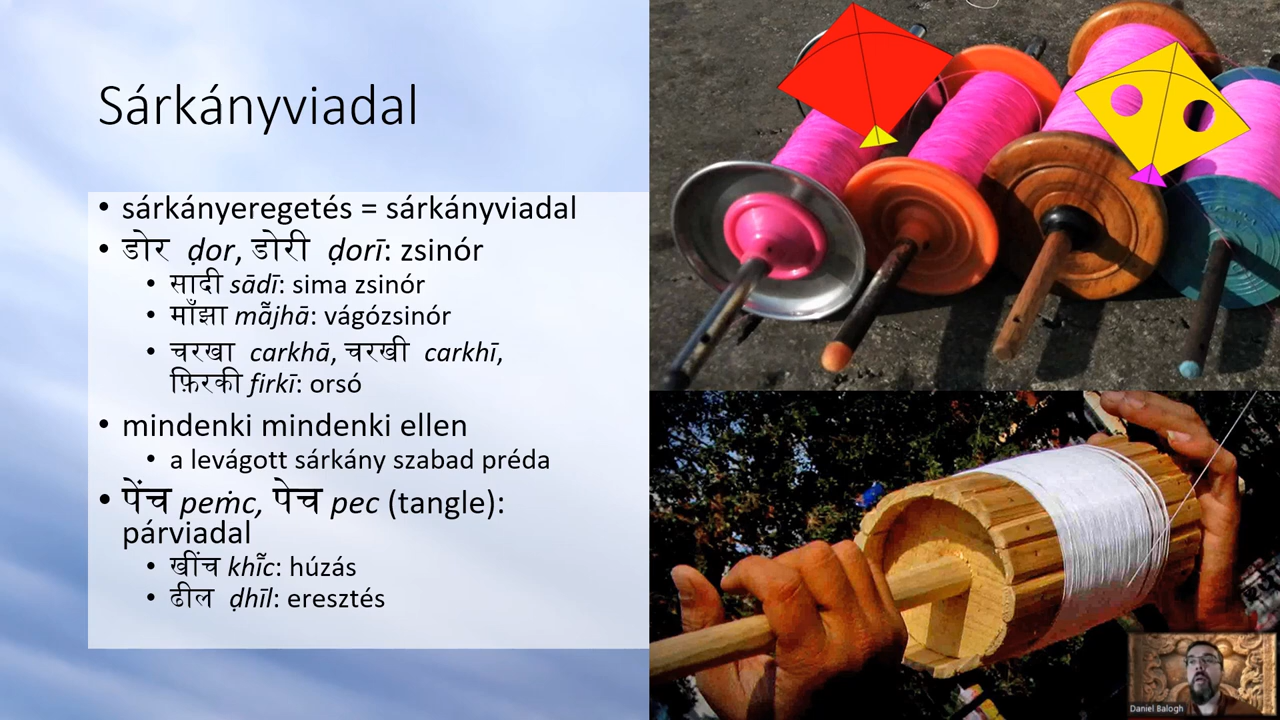 Sárkányviadal
• sárkányeregetés = sárkányviadal
• डोर ḍor, डोरी ḍorī: zsinór
• सादी sādī: sima zsinór
• माँझा mā̃jhā: vágózsinór
• चरखा carkhā, चरखी carkhī,
फ़िरकी firkī: orsó
• mindenki mindenki ellen
• a levágott sárkány szabad préda
• पेंच peṁc, पेच pec (tangle):
párviadal
• खींच khī̃c: húzás
• ढील ḍhīl: eresztés
Daniel Balogh